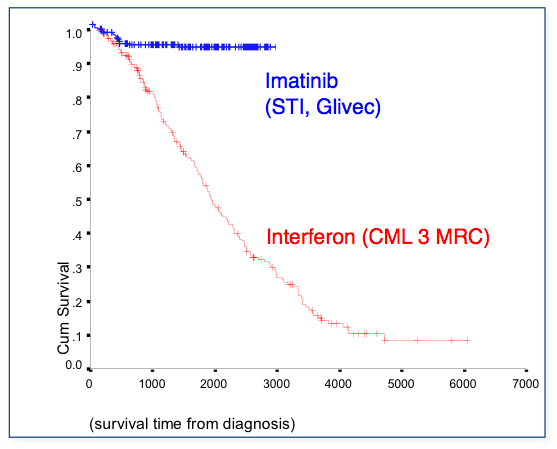 1.0
.9
.8
.7
.6
.5
.4
.3
.2
.1
0.0
Cum Survival
Imatinib
(STI, Glivec)
Interferon (CML 3 MRC)
0 1000 2000 3000 4000 5000 6000 7000
(survival time from diagnosis)